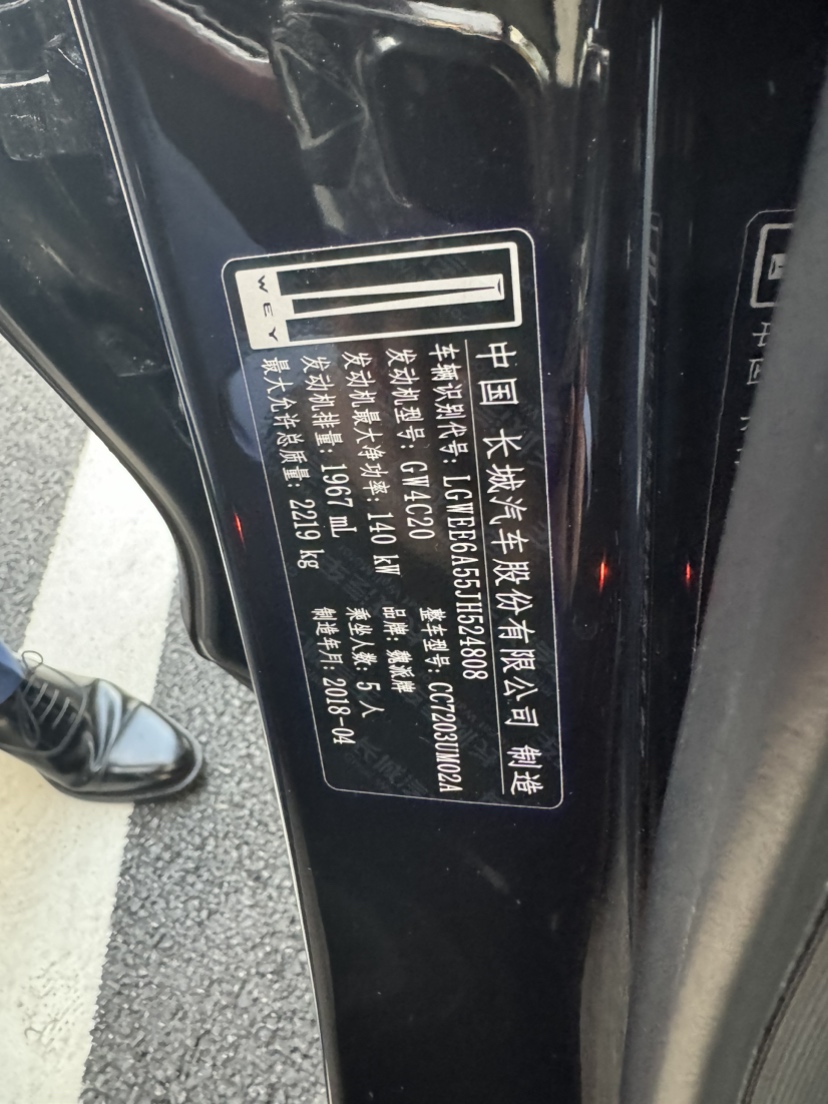 WEY
中国 长城汽车股份有限公司 制造
车辆识别代号: LGWEE6A55JH524808
发动机型号: GW4C20 整车型号: CC7203UM02A
发动机最大净功率: 140 kW 品牌: 魏派牌
发动机排量: 1967 mL 乘坐人数: 5 人
最大允许总质量: 2219 kg 制造年月: 2018-04
中国